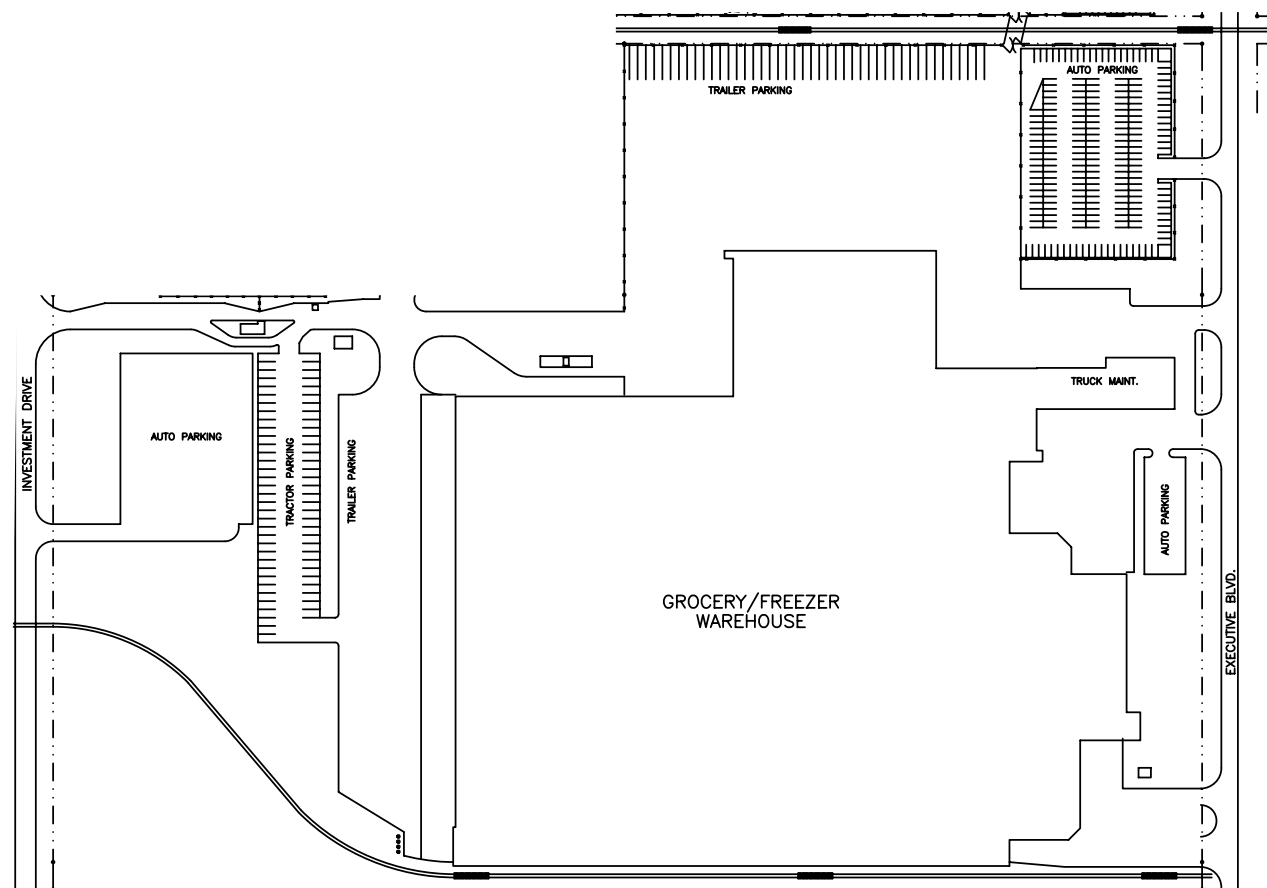 AUTO PARKING
TRAILER PARKING
TRUCK MAINT.
INVESTMENT DRIVE
AUTO PARKING
TRACTOR PARKING
TRAILER PARKING
AUTO PARKING
GROCERY/FREEZER
WAREHOUSE
EXECUTIVE BLVD.